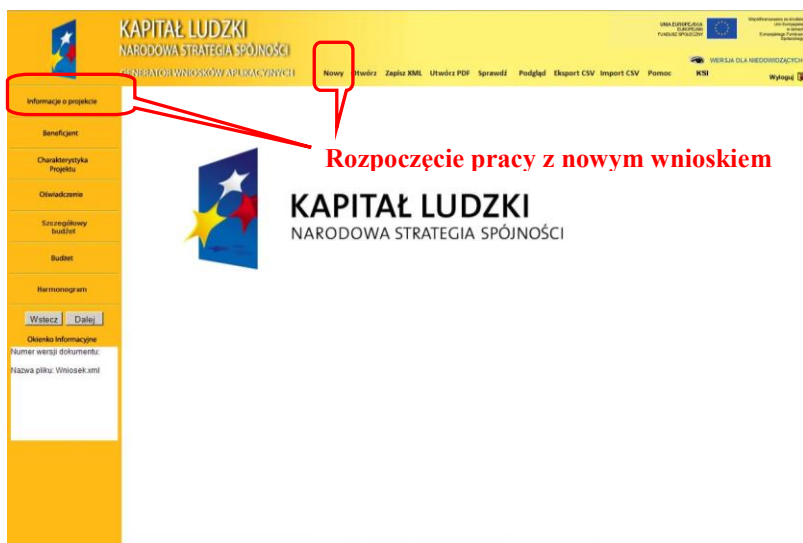 KAPITAŁ LUDZKI
NARODOWA STRATEGIA SPÓJNOŚCI
GENERATOR WNIOSKÓW APLIKACYJNYCH
UNIA EUROPEJSKA
EUROPEJSKI
FUNDUSZ SPOŁECZNY
WERSJA DLA NIEDOWIDZĄCYCH
Nowy Otwórz Zapisz XML Utwórz PDF Sprawdź Podgląd Eksport CSV Import CSV Pomoc KSI
Wyloguj
Informacje o projekcie
Beneficjent
Charakterystyka
Projektu
Oświadczenie
Szczegółowy
budżet
Budżet
Harmonogram
Wstecz Dalej
Okienko Informacyjne
Numer wersji dokumentu:
Nazwa pliku: Wniosek.xml
Rozpoczęcie pracy z nowym wnioskiem
KAPITAŁ LUDZKI
NARODOWA STRATEGIA SPÓJNOŚCI